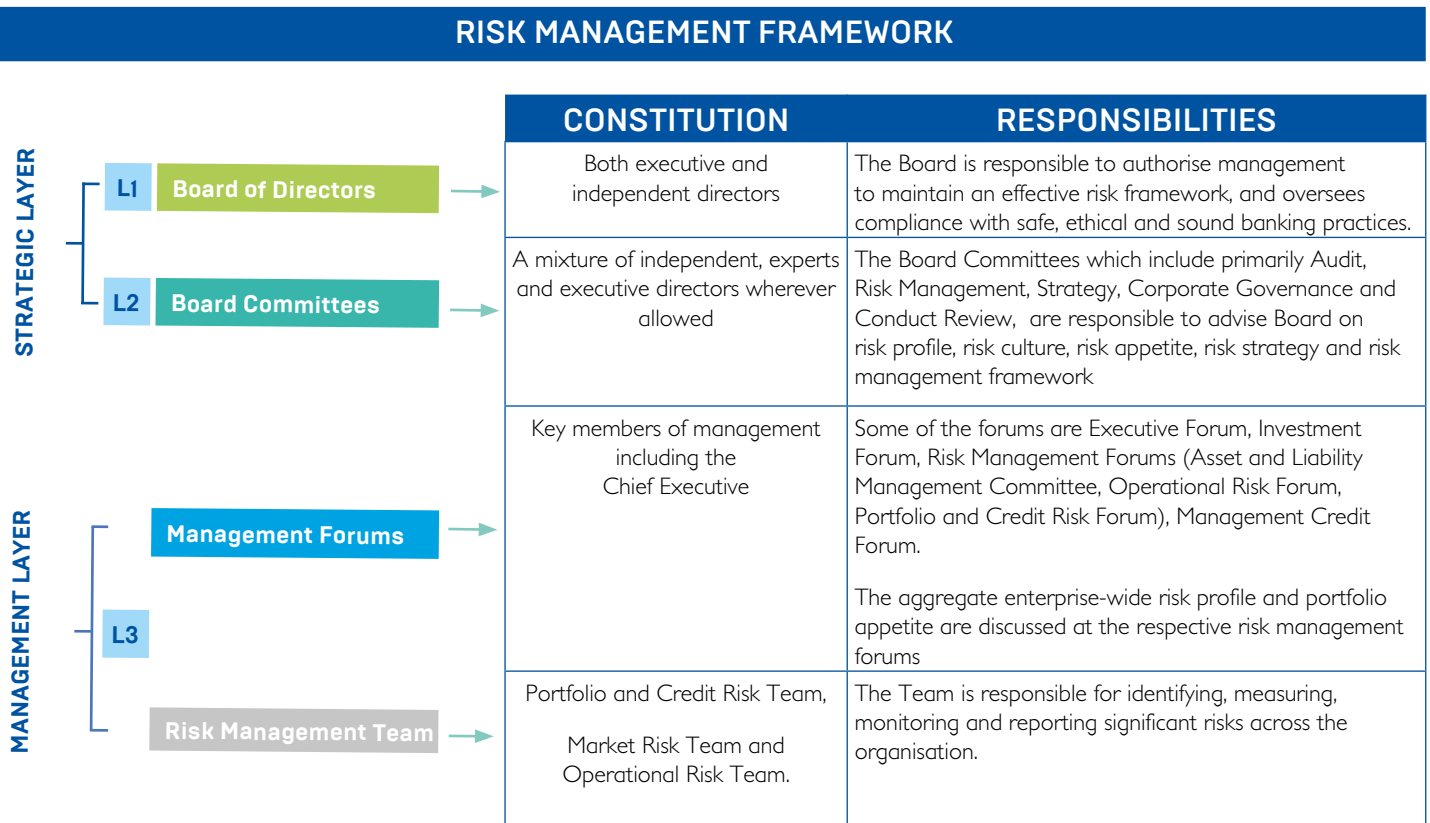 RISK MANAGEMENT FRAMEWORK
CONSTITUTION
RESPONSIBILITIES
STRATEGIC LAYER
L1
Board of Directors
Both executive and
independent directors
The Board is responsible to authorise management
to maintain an effective risk framework, and oversees
compliance with safe, ethical and sound banking practices.
L2
Board Committees
A mixture of independent, experts
and executive directors wherever
allowed
The Board Committees which include primarily Audit,
Risk Management, Strategy, Corporate Governance and
Conduct Review, are responsible to advise Board on
risk profile, risk culture, risk appetite, risk strategy and risk
management framework
MANAGEMENT LAYER
L3
Management Forums
Key members of management
including the
Chief Executive
Some of the forums are Executive Forum, Investment
Forum, Risk Management Forums (Asset and Liability
Management Committee, Operational Risk Forum,
Portfolio and Credit Risk Forum), Management Credit
Forum.
The aggregate enterprise-wide risk profile and portfolio
appetite are discussed at the respective risk management
forums
Risk Management Team
Portfolio and Credit Risk Team,
Market Risk Team and
Operational Risk Team.
The Team is responsible for identifying, measuring,
monitoring and reporting significant risks across the
organisation.